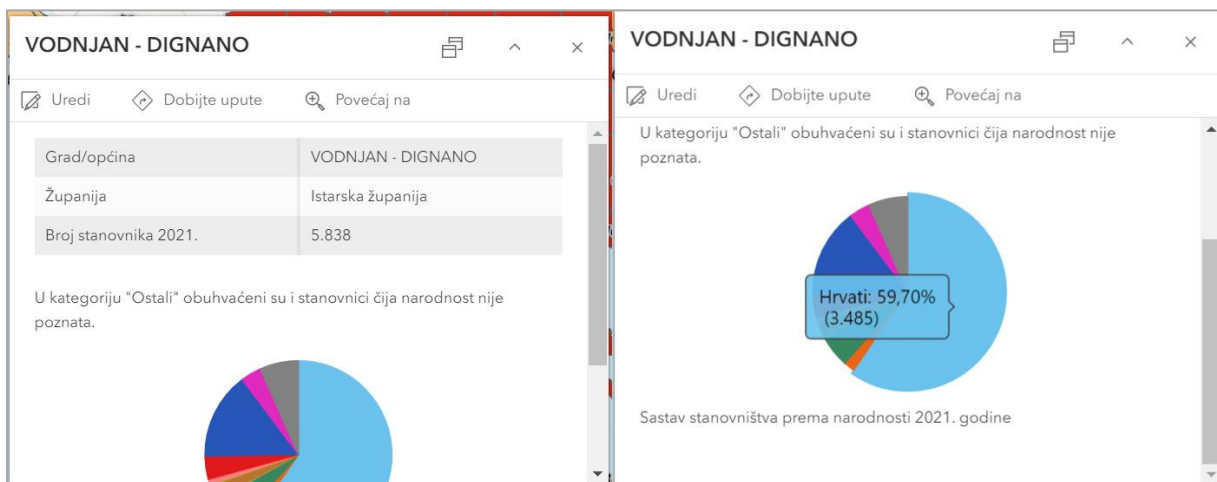 VODNJAN - DIGNANO
Uredi Dobijte upute Povećaj na
Grad/općina VODNJAN - DIGNANO
Županija Istarska županija
Broj stanovnika 2021. 5.838
U kategoriju "Ostali" obuhvaćeni su i stanovnici čija narodnost nije
poznata.
VODNJAN - DIGNANO
Uredi Dobijte upute Povećaj na
U kategoriju "Ostali" obuhvaćeni su i stanovnici čija narodnost nije
poznata.
Hrvati: 59,70%
(3.485)
Sastav stanovništva prema narodnosti 2021. godine